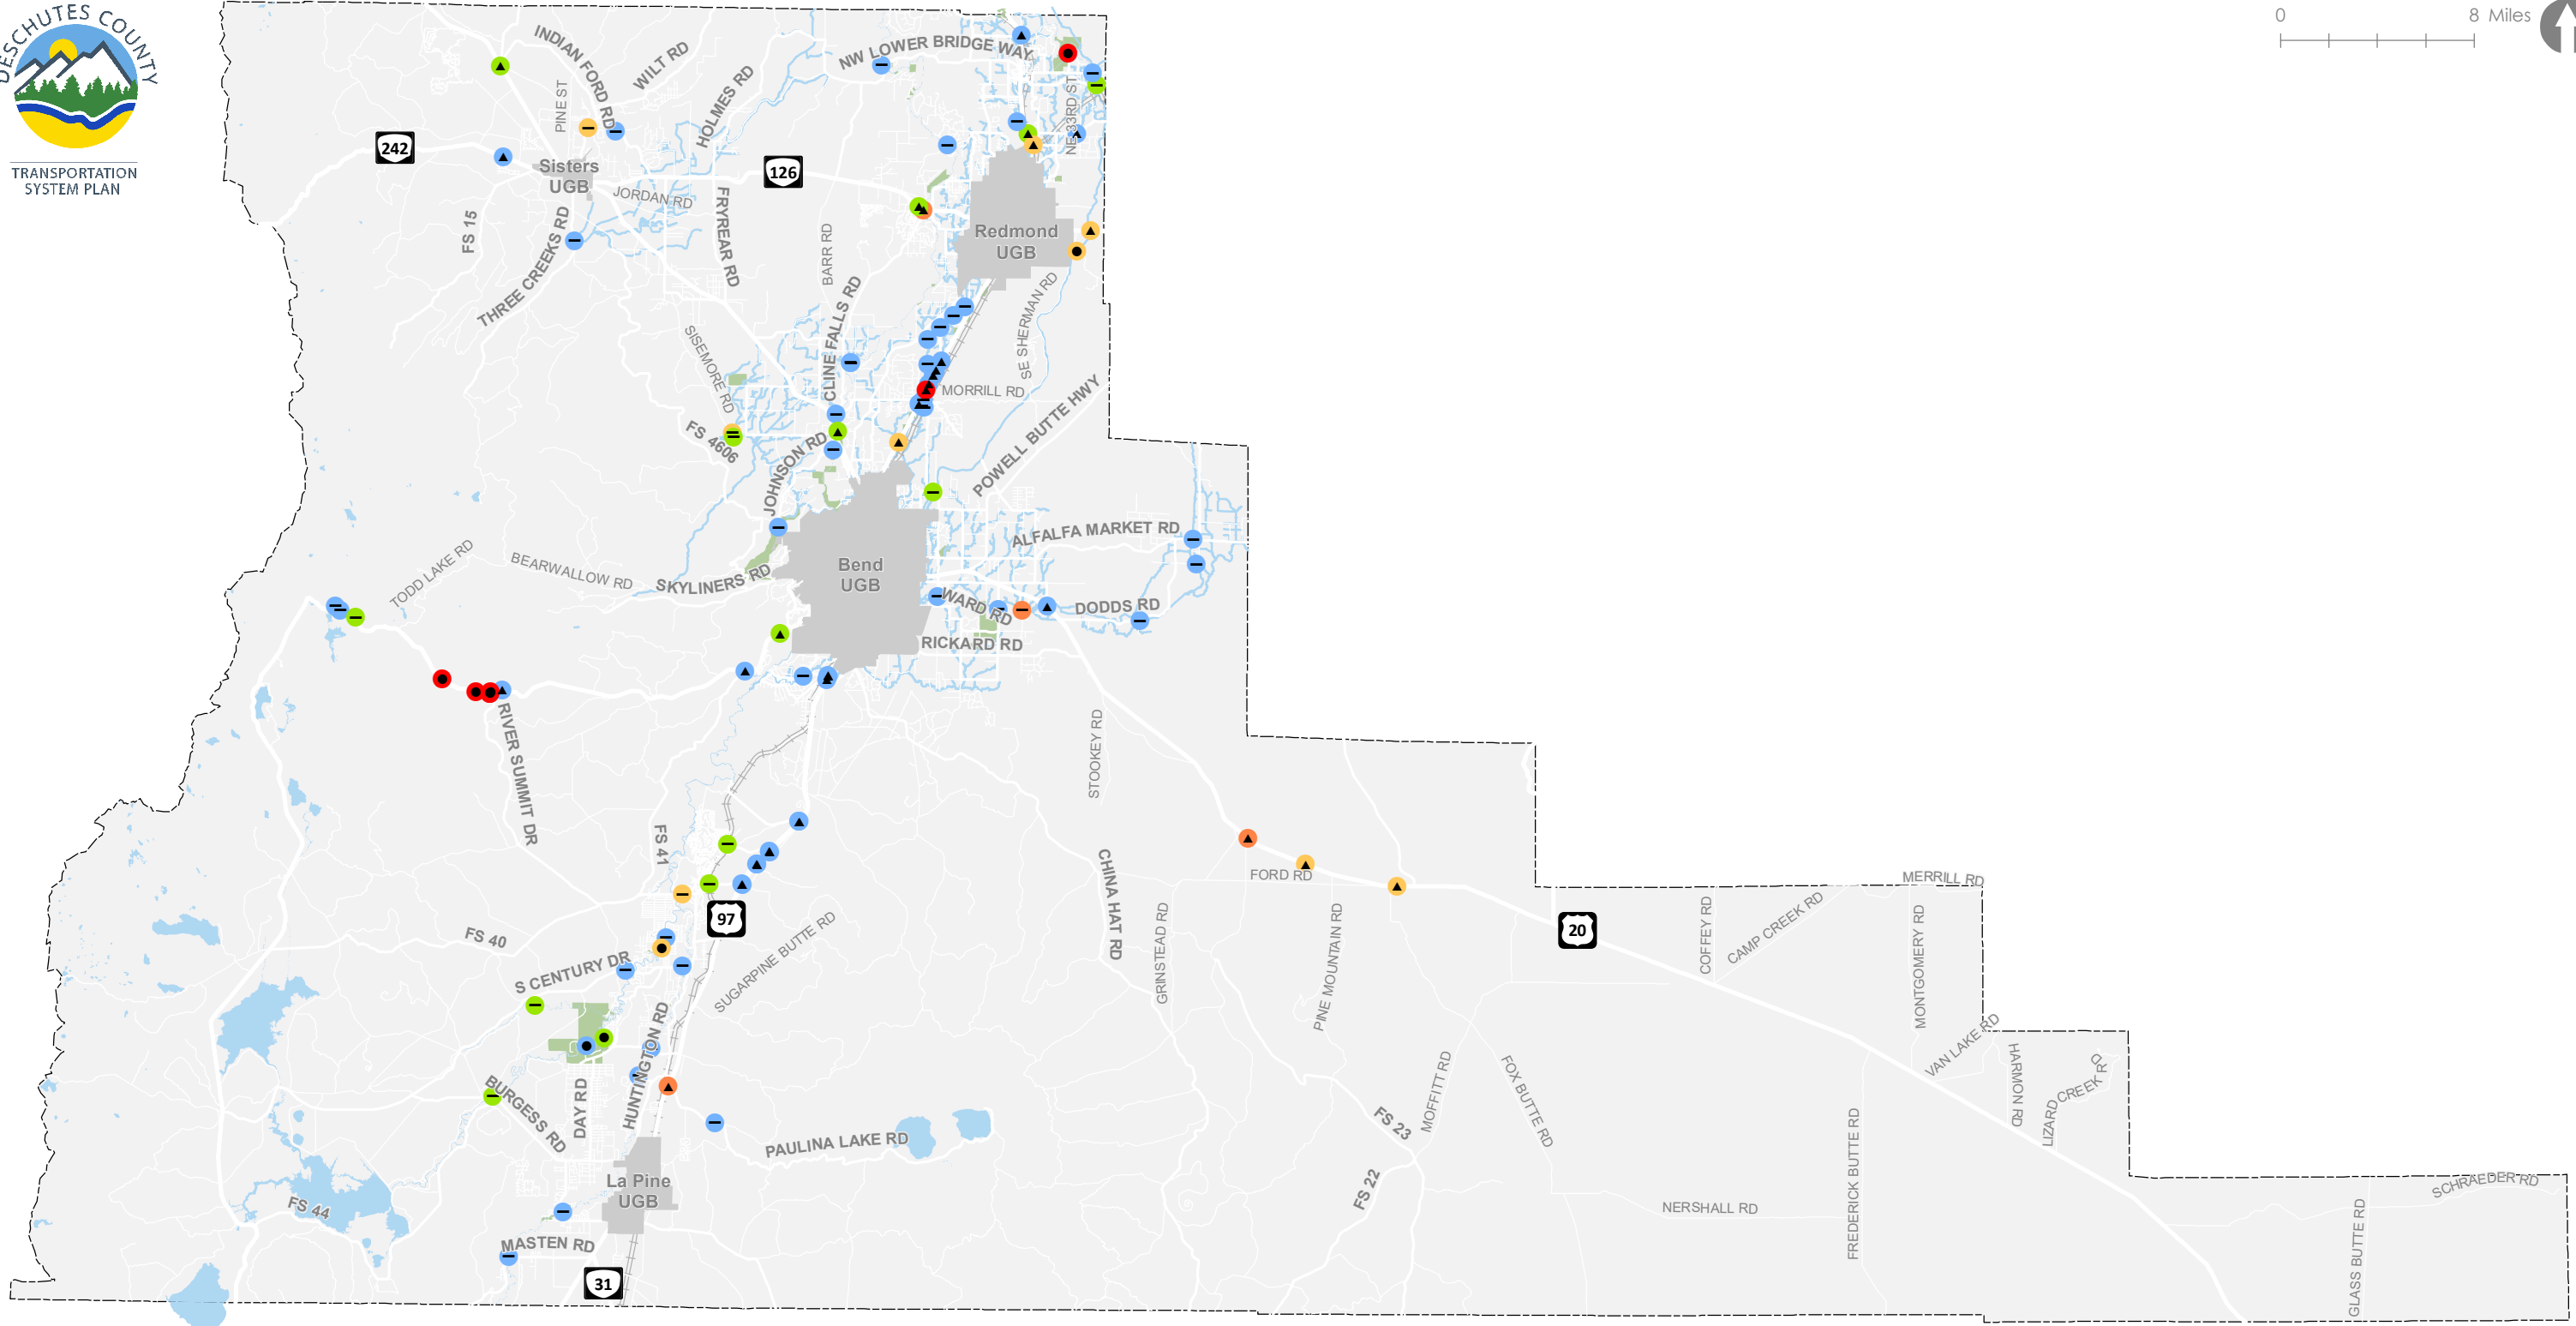 DESCHUTES COUNTY
TRANSPORTATION
SYSTEM PLAN
0 8 Miles
INDIAN FORD RD
WILT RD
PINE ST
HOLMES RD
NW LOWER BRIDGE WAY
NE 33RD ST
242
Sisters
UGB
126
JORDAN RD
FS 15
THREE CREEKS RD
FRYREAR RD
BARR RD
Redmond
UGB
SE SHERMAN RD
CLINE FALLS RD
SISEMORE RD
MORRILL RD
POWELL BUTTE HWY
FS 4606
JOHNSON RD
ALFALFA MARKET RD
TODD LAKE RD
BEARWALLOW RD
SKYLINERS RD
Bend
UGB
WARD RD
DODDS RD
RICKARD RD
RIVER SUMMIT DR
STOOKEY RD
FS 41
CHINA HAT RD
FORD RD
MERRILL RD
97
20
SUGARPINE BUTTE RD
GRINSTEAD RD
PINE MOUNTAIN RD
COFFEY RD
CAMP CREEK RD
MONTGOMERY RD
FS 40
S CENTURY DR
HUNTINGTON RD
VAN LAKE RD
HARMON RD
LIZARD CREEK RD
MOFFITT RD
FOX BUTTE RD
BURGESS RD
DAY RD
FS 23
PAULINA LAKE RD
FREDERICK BUTTE RD
La Pine
UGB
FS 22
FS 44
NERSHALL RD
SCHRAEDER RD
GLASS BUTTE RD
MASTEN RD
31